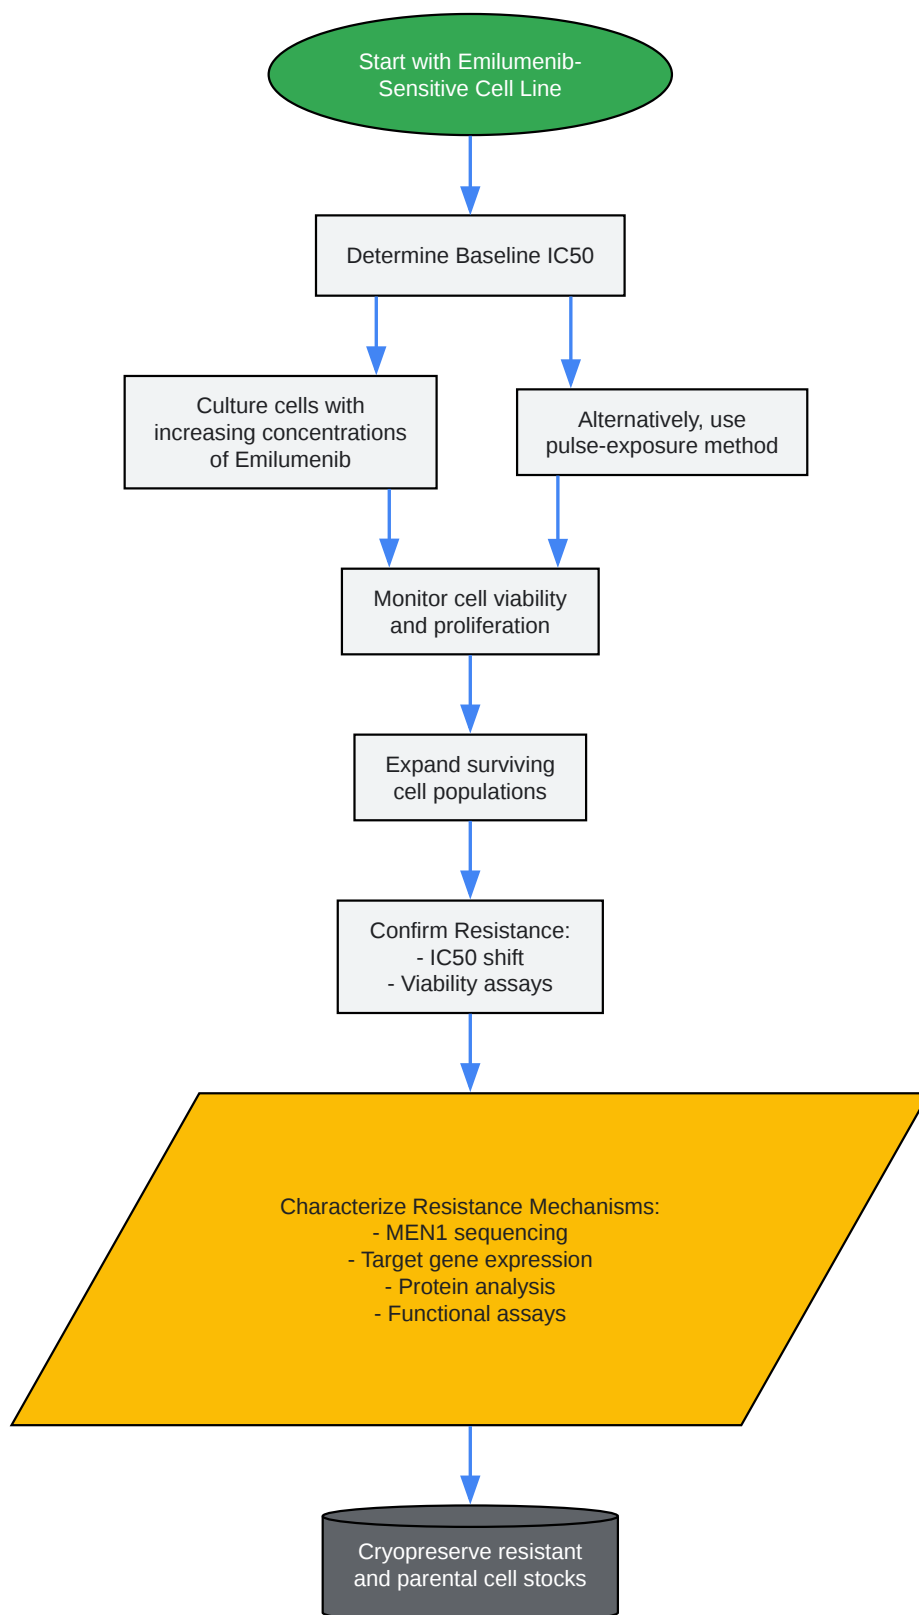 Start with Emilumenib-
Sensitive Cell Line
Determine Baseline IC50
Culture cells with
increasing concentrations
of Emilumenib
Alternatively, use
pulse-exposure method
Monitor cell viability
and proliferation
Expand surviving
cell populations
Confirm Resistance:
- IC50 shift
- Viability assays
Characterize Resistance Mechanisms:
- MEN1 sequencing
- Target gene expression
- Protein analysis
- Functional assays
Cryopreserve resistant
and parental cell stocks